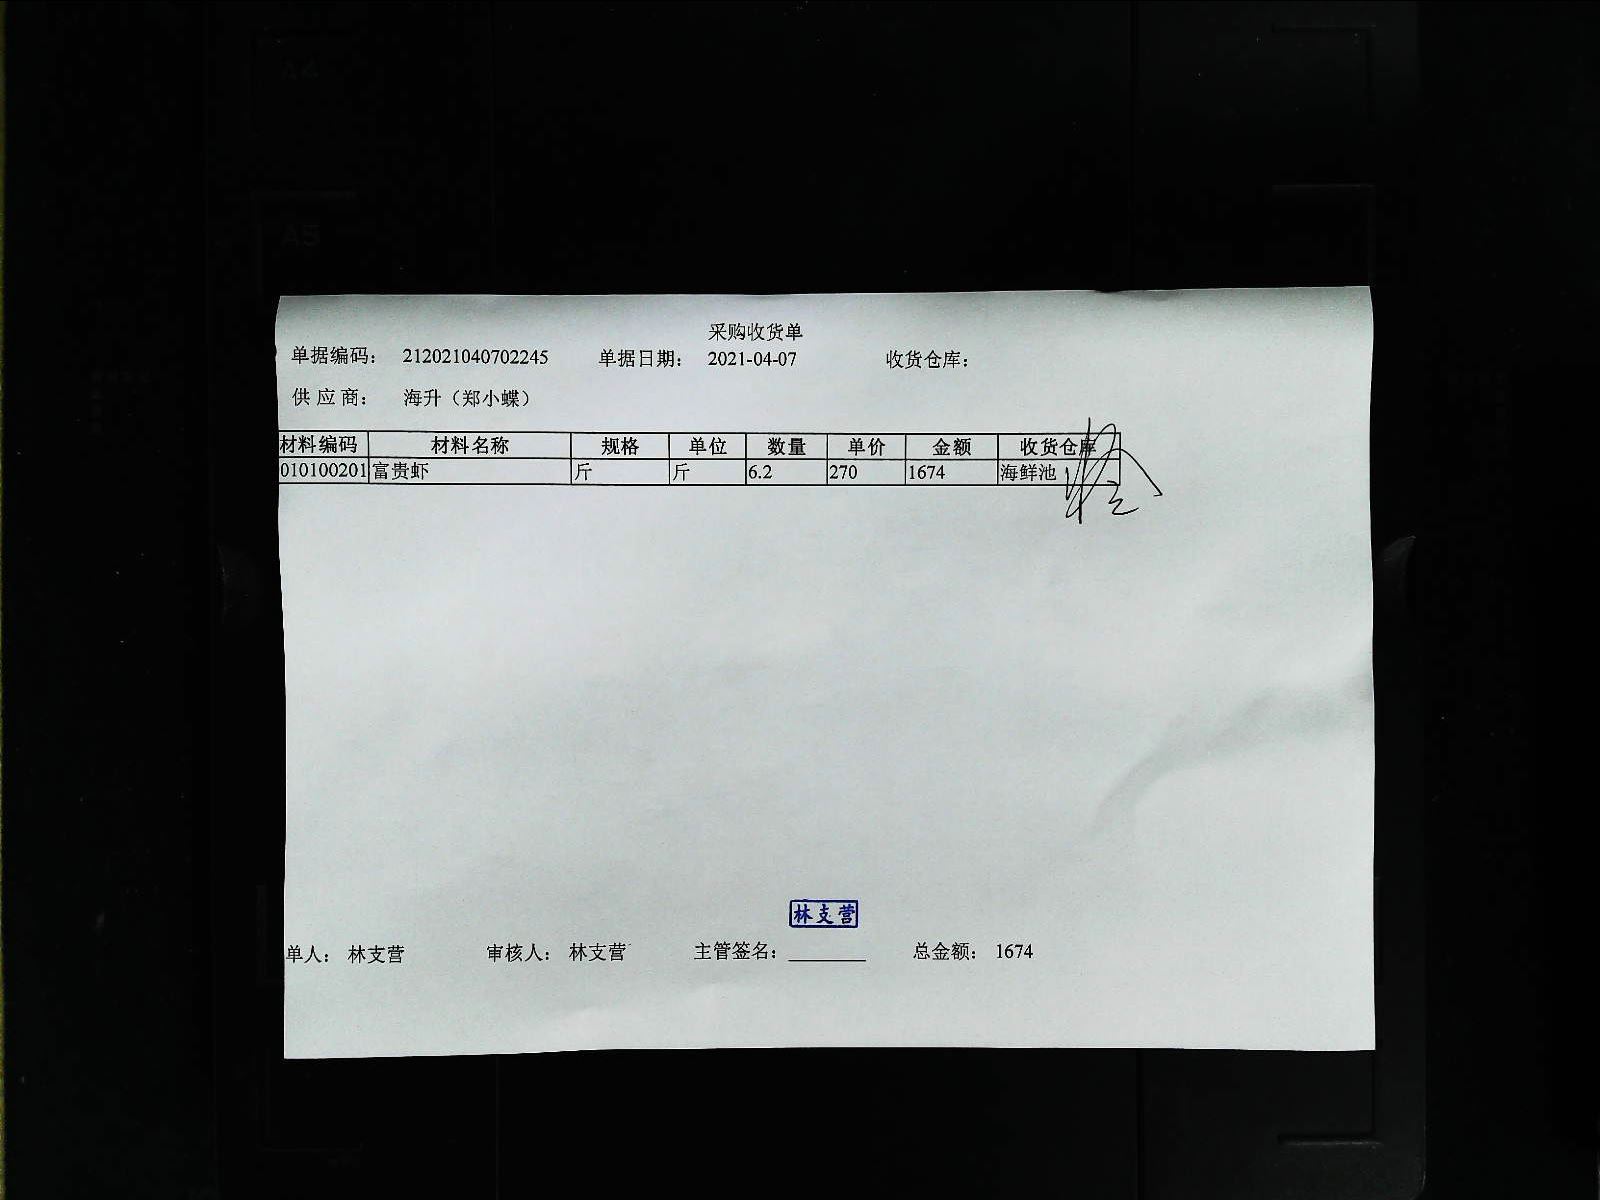 采购收货单
单据编码： 212021040702245 单据日期： 2021-04-07 收货仓库：
供应商： 海升（郑小蝶）
材料编码 材料名称 规格 单位 数量 单价 金额 收货仓库
010100201 富贵虾 斤 斤 6.2 270 1674 海鲜池
林支营
单人： 林支营 审核人： 林支营 主管签名： 总金额： 1674